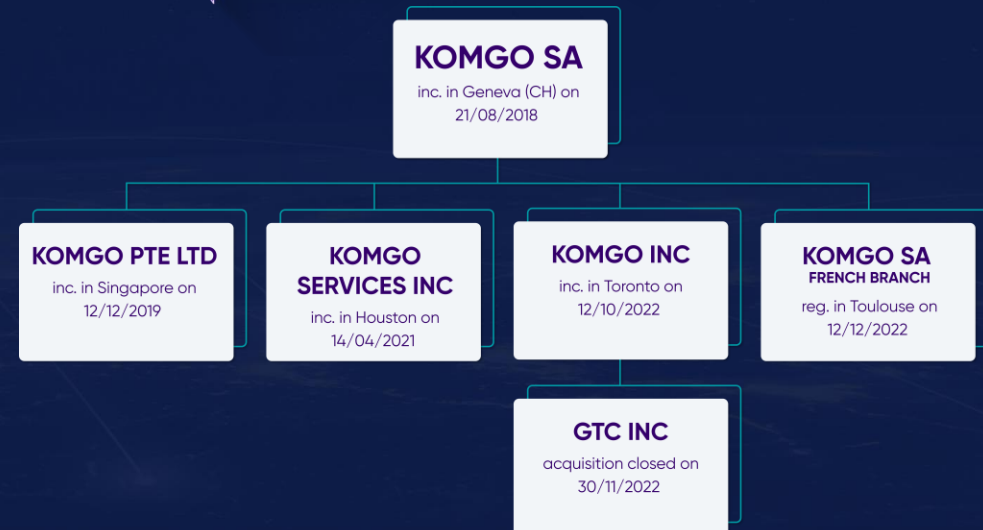 KOMGO SA
inc. in Geneva (CH) on
21/08/2018
KOMGO PTE LTD
inc. in Singapore on
12/12/2019
KOMGO
SERVICES INC
inc. in Houston on
14/04/2021
KOMGO INC
inc. in Toronto on
12/10/2022
KOMGO SA
FRENCH BRANCH
reg. in Toulouse on
12/12/2022
GTC INC
acquisition closed on
30/11/2022